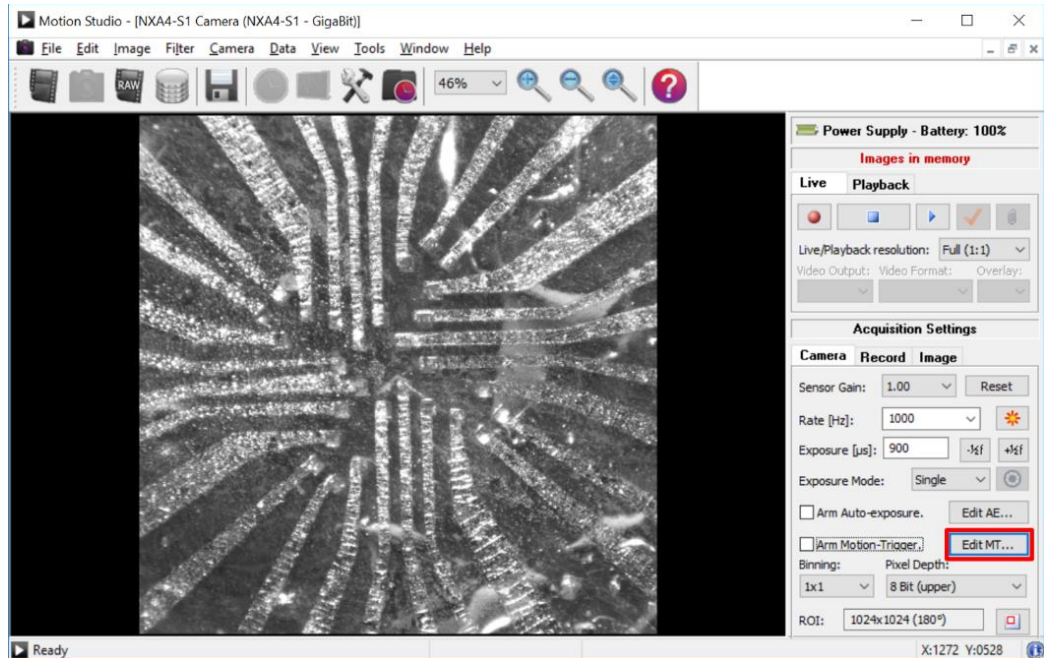 Motion Studio - [NXA4-S1 Camera (NXA4-S1 - GigaBit)]
File Edit Image Filter Camera Data View Tools Window Help
RAW 46% ?
Power Supply - Battery: 100%
Images in memory
Live Playback
Live/Playback resolution: Full (1:1)
Video Output: Video Format: Overlay:
Acquisition Settings
Camera Record Image
Sensor Gain: 1.00 Reset
Rate [Hz]: 1000
Exposure [µs]: 900 -½f +½f
Exposure Mode: Single
Arm Auto-exposure. Edit AE...
Arm Motion-Trigger. Edit MT...
Binning: Pixel Depth:
1x1 8 Bit (upper)
ROI: 1024x1024 (180°)
Ready X:1272 Y:0528